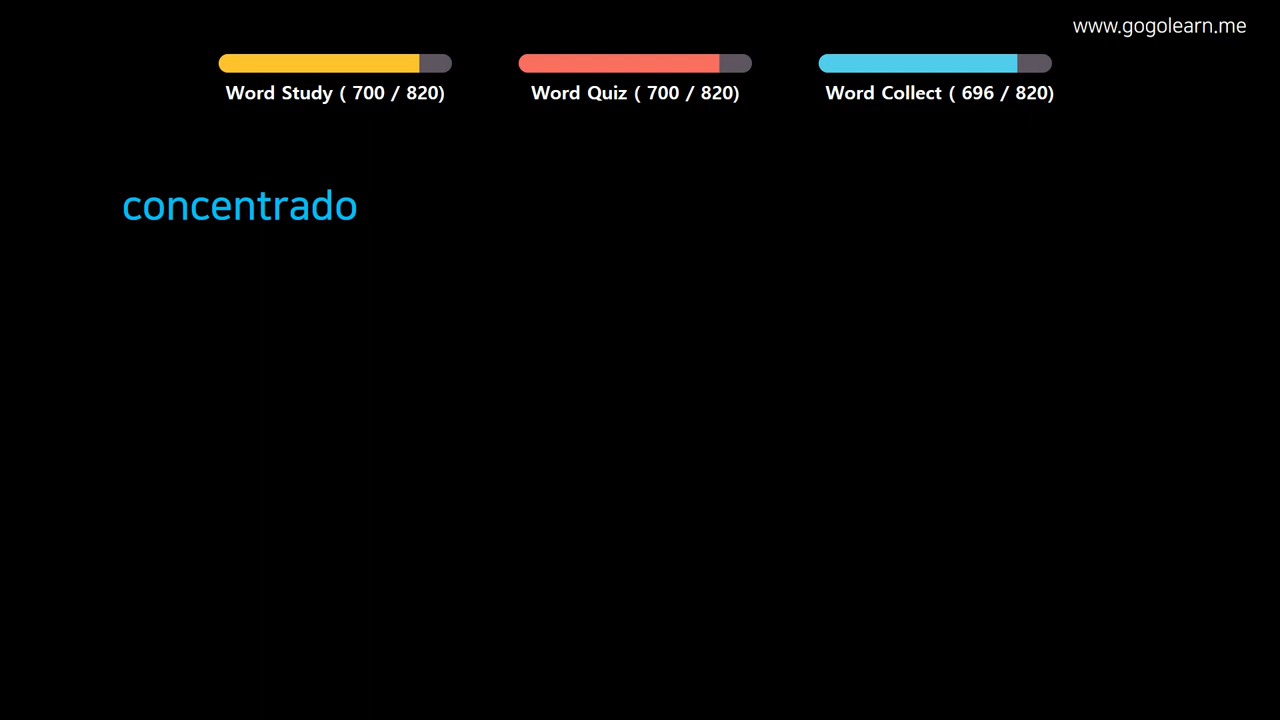 www.gogolearn.me
Word Study ( 700 / 820)
Word Quiz ( 700 / 820)
Word Collect ( 696 / 820)
concentrado